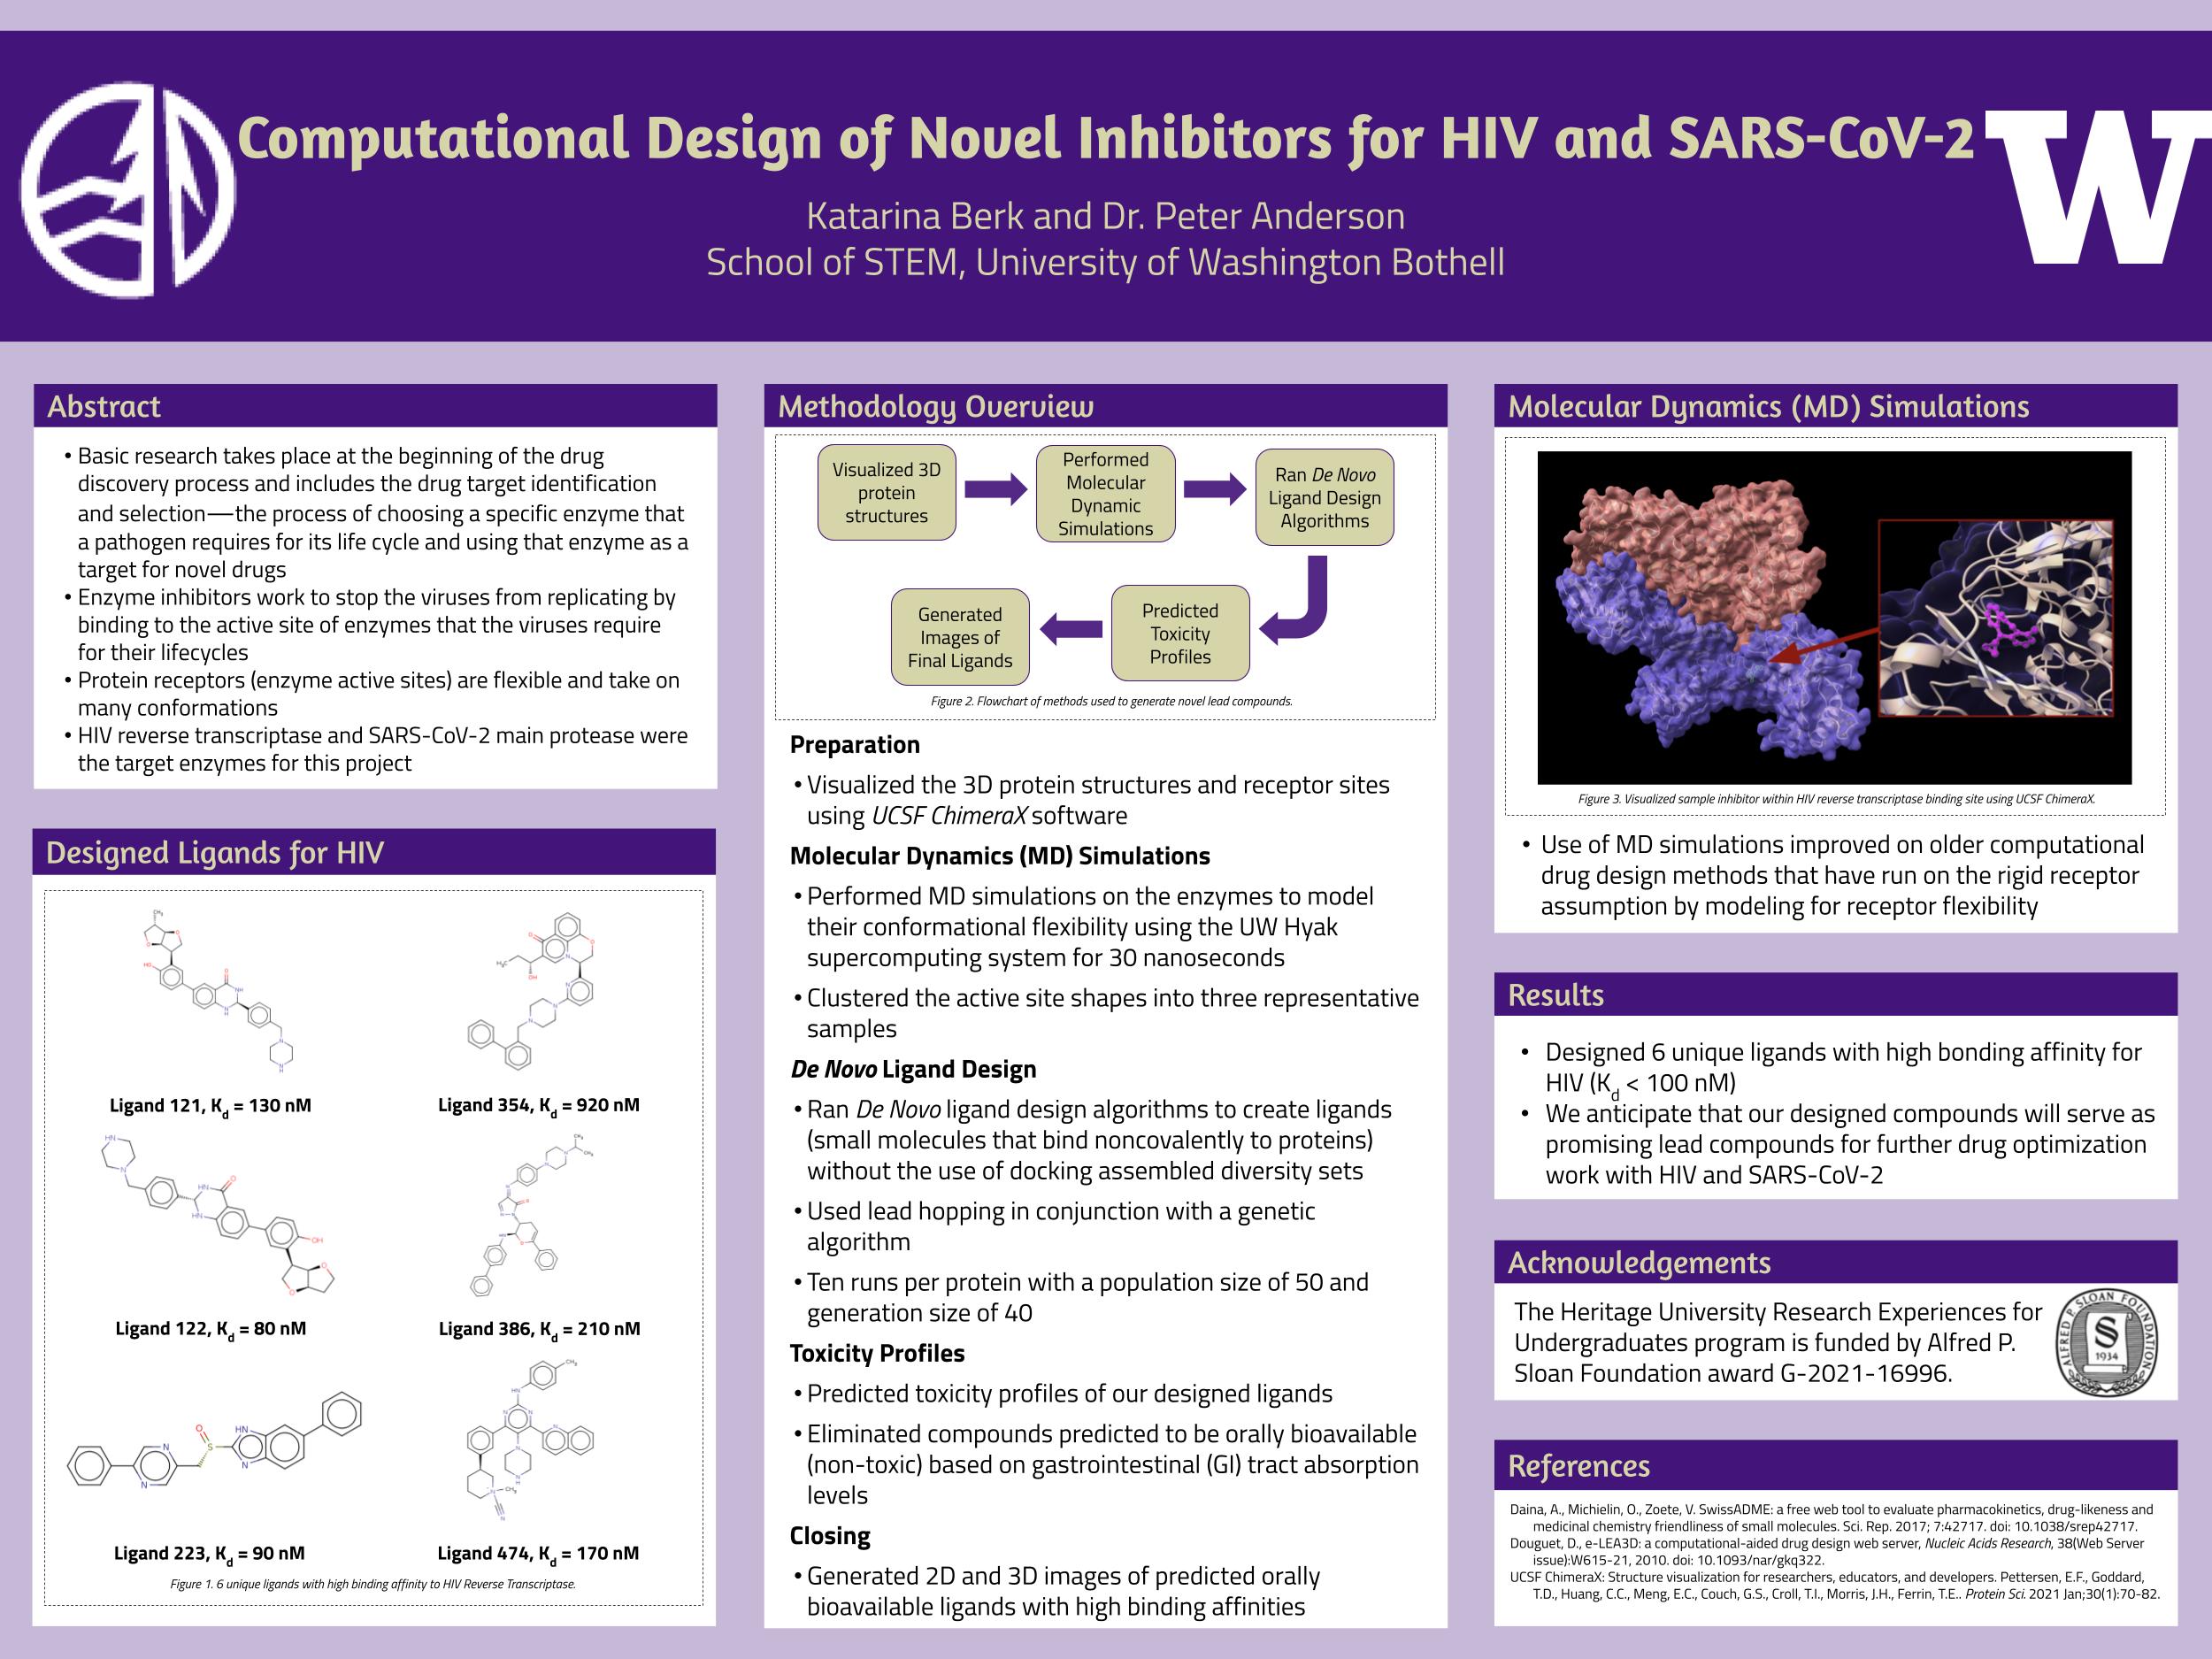 Computational Design of Novel Inhibitors for HIV and SARS-CoV-2
W
Katarina Berk and Dr. Peter Anderson
School of STEM, University of Washington Bothell
Abstract
• Basic research takes place at the beginning of the drug
discovery process and includes the drug target identification
and selection—the process of choosing a specific enzyme that
a pathogen requires for its life cycle and using that enzyme as a
target for novel drugs
• Enzyme inhibitors work to stop the viruses from replicating by
binding to the active site of enzymes that the viruses require
for their lifecycles
• Protein receptors (enzyme active sites) are flexible and take on
many conformations
• HIV reverse transcriptase and SARS-CoV-2 main protease were
the target enzymes for this project
Designed Ligands for HIV
Ligand 121, Kd = 130 nM
Ligand 354, Kd = 920 nM
Ligand 122, Kd = 80 nM
Ligand 386, Kd = 210 nM
Ligand 223, Kd = 90 nM
Ligand 474, Kd = 170 nM
Figure 1. 6 unique ligands with high binding affinity to HIV Reverse Transcriptase.
Methodology Overview
Visualized 3D
protein
structures
Performed
Molecular
Dynamic
Simulations
Ran De Novo
Ligand Design
Algorithms
Predicted
Toxicity
Profiles
Generated
Images of
Final Ligands
Figure 2. Flowchart of methods used to generate novel lead compounds.
Preparation
• Visualized the 3D protein structures and receptor sites
using UCSF ChimeraX software
Molecular Dynamics (MD) Simulations
• Performed MD simulations on the enzymes to model
their conformational flexibility using the UW Hyak
supercomputing system for 30 nanoseconds
• Clustered the active site shapes into three representative
samples
De Novo Ligand Design
• Ran De Novo ligand design algorithms to create ligands
(small molecules that bind noncovalently to proteins)
without the use of docking assembled diversity sets
• Used lead hopping in conjunction with a genetic
algorithm
• Ten runs per protein with a population size of 50 and
generation size of 40
Toxicity Profiles
• Predicted toxicity profiles of our designed ligands
• Eliminated compounds predicted to be orally bioavailable
(non-toxic) based on gastrointestinal (GI) tract absorption
levels
Closing
• Generated 2D and 3D images of predicted orally
bioavailable ligands with high binding affinities
Molecular Dynamics (MD) Simulations
Figure 3. Visualized sample inhibitor within HIV reverse transcriptase binding site using UCSF ChimeraX.
• Use of MD simulations improved on older computational
drug design methods that have run on the rigid receptor
assumption by modeling for receptor flexibility
Results
• Designed 6 unique ligands with high bonding affinity for
HIV (Kd < 100 nM)
• We anticipate that our designed compounds will serve as
promising lead compounds for further drug optimization
work with HIV and SARS-CoV-2
Acknowledgements
The Heritage University Research Experiences for
Undergraduates program is funded by Alfred P.
Sloan Foundation award G-2021-16996.
ALFRED P. SLOAN FOUNDATION
S
1934
References
Daina, A., Michielin, O., Zoete, V. SwissADME: a free web tool to evaluate pharmacokinetics, drug-likeness and
medicinal chemistry friendliness of small molecules. Sci. Rep. 2017; 7:42717. doi: 10.1038/srep42717.
Douguet, D., e-LEA3D: a computational-aided drug design web server, Nucleic Acids Research, 38(Web Server
issue):W615-21, 2010. doi: 10.1093/nar/gkq322.
UCSF ChimeraX: Structure visualization for researchers, educators, and developers. Pettersen, E.F., Goddard,
T.D., Huang, C.C., Meng, E.C., Couch, G.S., Croll, T.I., Morris, J.H., Ferrin, T.E.. Protein Sci. 2021 Jan;30(1):70-82.